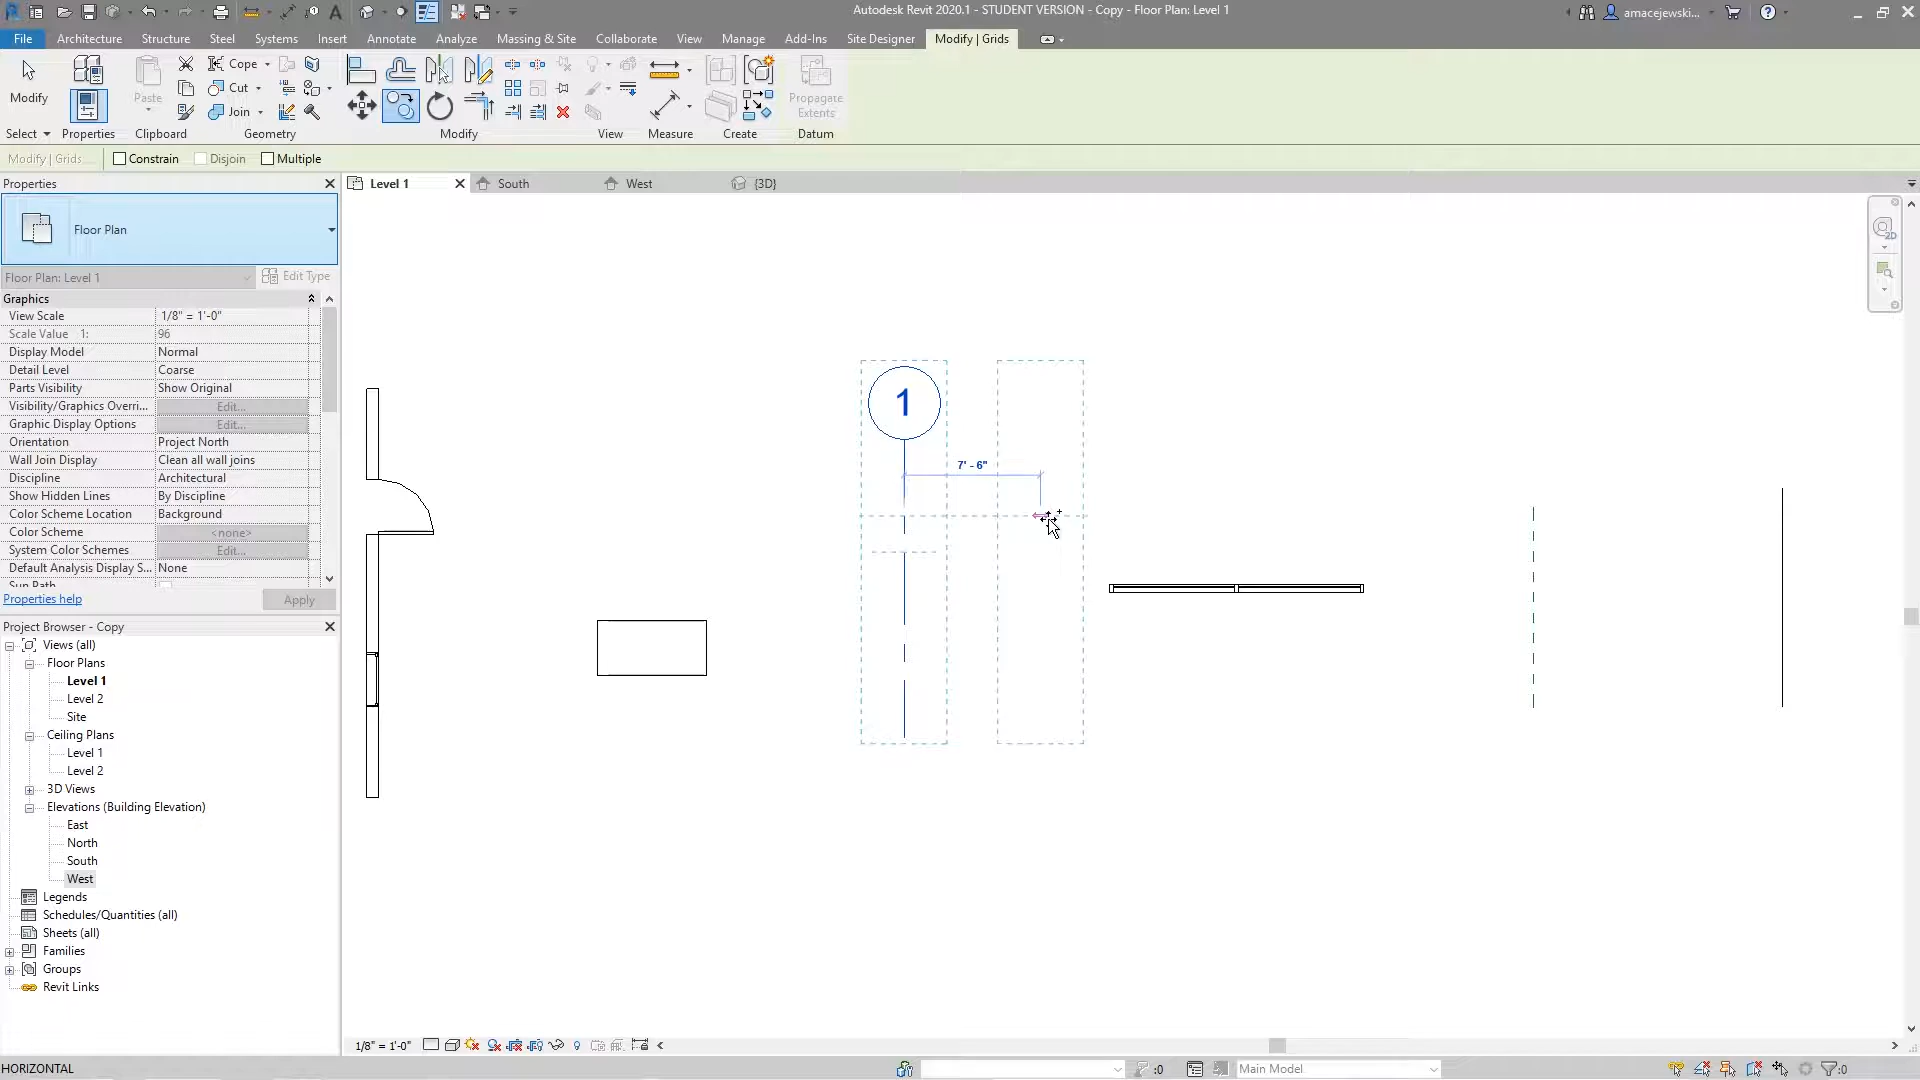 Autodesk Revit 2020.1 - STUDENT VERSION - Copy - Floor Plan: Level 1
amacejewski...
File Architecture Structure Steel Systems Insert Annotate Analyze Massing & Site Collaborate View Manage Add-Ins Site Designer Modify | Grids
Modify
Paste
Cope
Cut
Join
Propagate
Extents
Select Properties Clipboard Geometry Modify View Measure Create Datum
Modify | Grids
Constrain Disjoin Multiple
Properties
Level 1 South West {3D}
Floor Plan
Floor Plan: Level 1
Edit Type
Graphics
View Scale 1/8" = 1'-0"
Scale Value 1: 96
Display Model Normal
Detail Level Coarse
Parts Visibility Show Original
Visibility/Graphics Overri... Edit...
Graphic Display Options Edit...
Orientation Project North
Wall Join Display Clean all wall joins
Discipline Architectural
Show Hidden Lines By Discipline
Color Scheme Location Background
Color Scheme <none>
System Color Schemes Edit...
Default Analysis Display S... None
Sun Path
Properties help
Apply
1
7' - 6"
Project Browser - Copy
Views (all)
Floor Plans
Level 1
Level 2
Site
Ceiling Plans
Level 1
Level 2
3D Views
Elevations (Building Elevation)
East
North
South
West
Legends
Schedules/Quantities (all)
Sheets (all)
Families
Groups
Revit Links
1/8" = 1'-0"
HORIZONTAL
:0
Main Model
:0